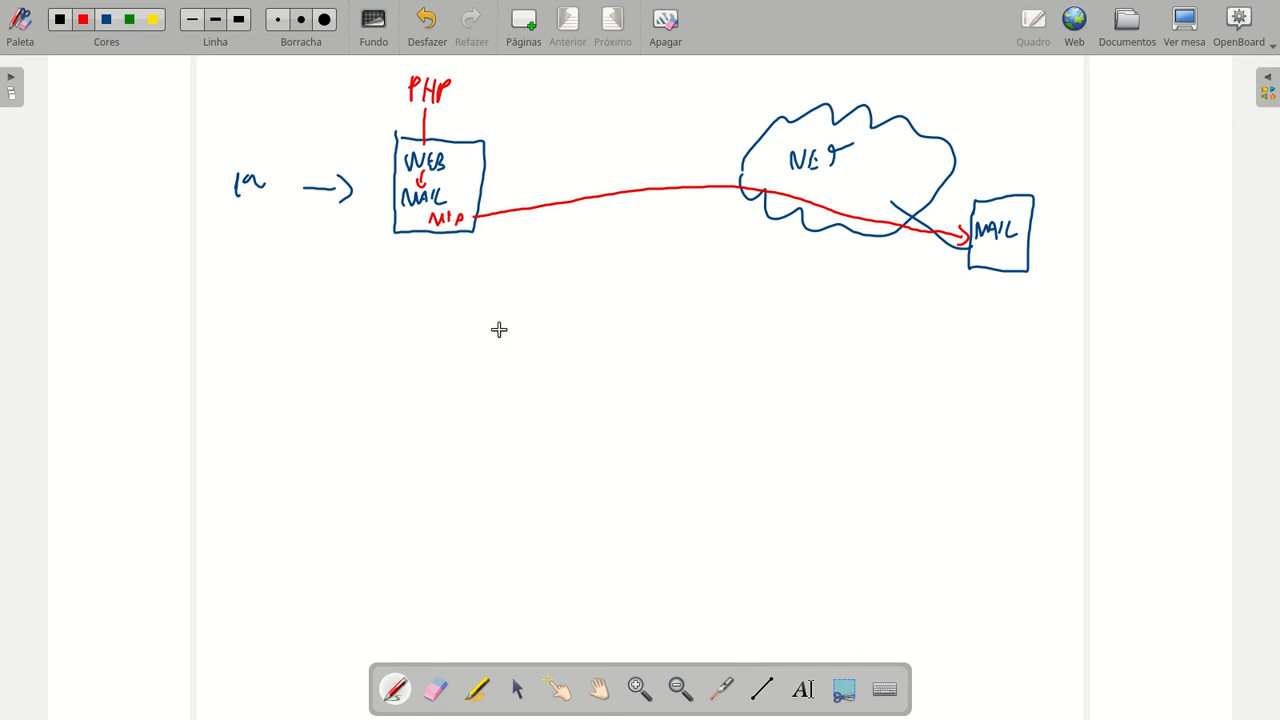 Paleta
Cores
Linha
Borracha
Fundo
Desfazer
Refazer
Páginas
Anterior
Próximo
Apagar
Quadro
Web
Documentos
Ver mesa
OpenBoard
PHP
WEB
MAIL
NET
MAIL
AI